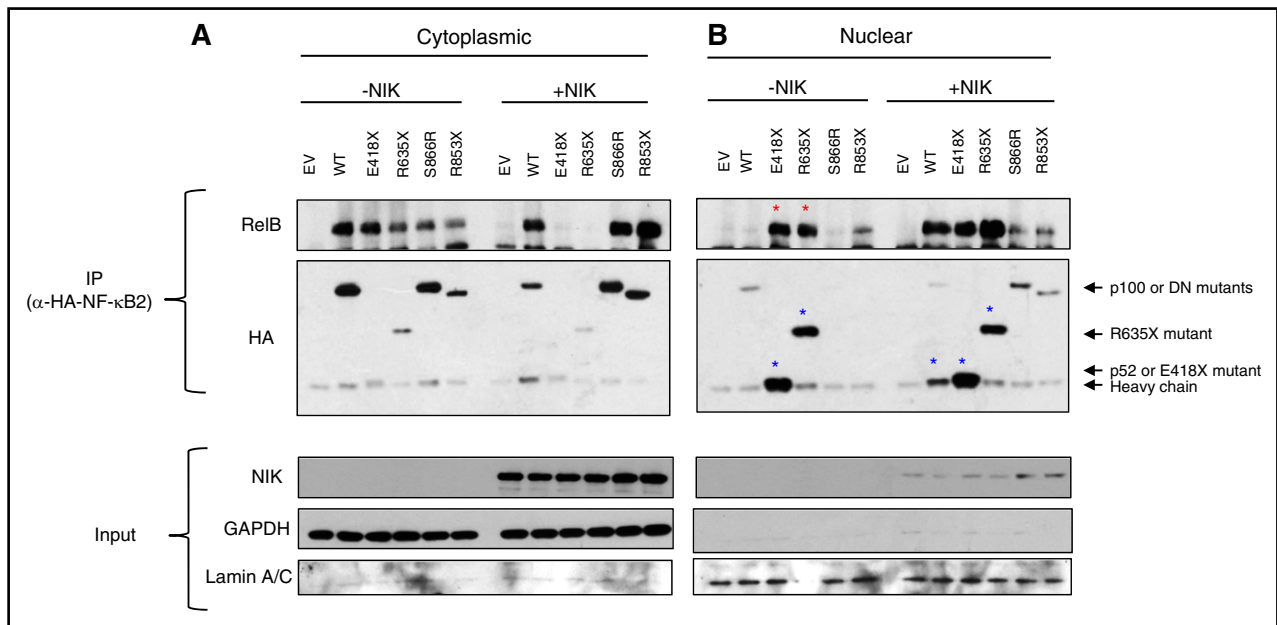 A
Cytoplasmic
B
Nuclear
-NIK
+NIK
-NIK
+NIK
EV
WT
E418X
R635X
S866R
R853X
EV
WT
E418X
R635X
S866R
R853X
EV
WT
E418X
R635X
S866R
R853X
EV
WT
E418X
R635X
S866R
R853X
RelB
* *
IP
(α-HA-NF-κB2)
HA
* * * * *
p100 or DN mutants
R635X mutant
p52 or E418X mutant
Heavy chain
Input
NIK
GAPDH
Lamin A/C